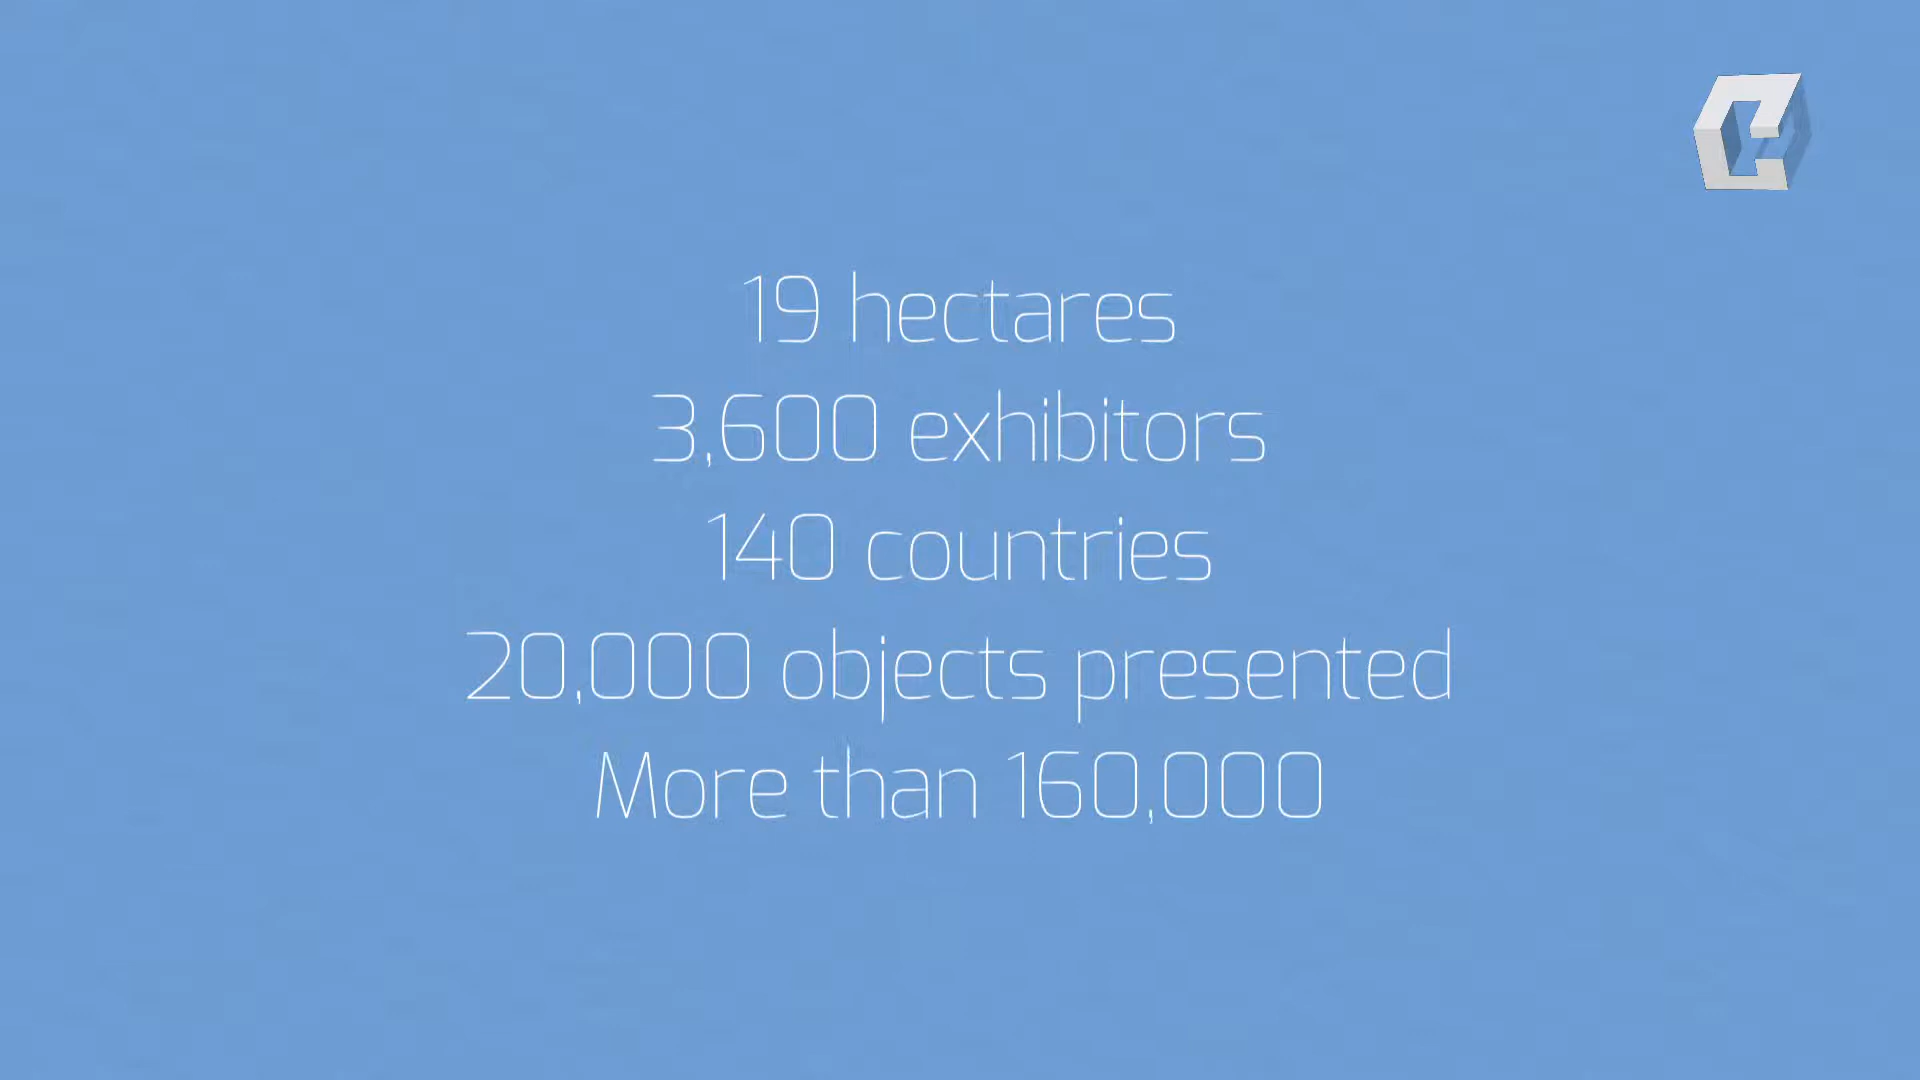 19 hectares
3,600 exhibitors
140 countries
20,000 objects presented
More than 160,000